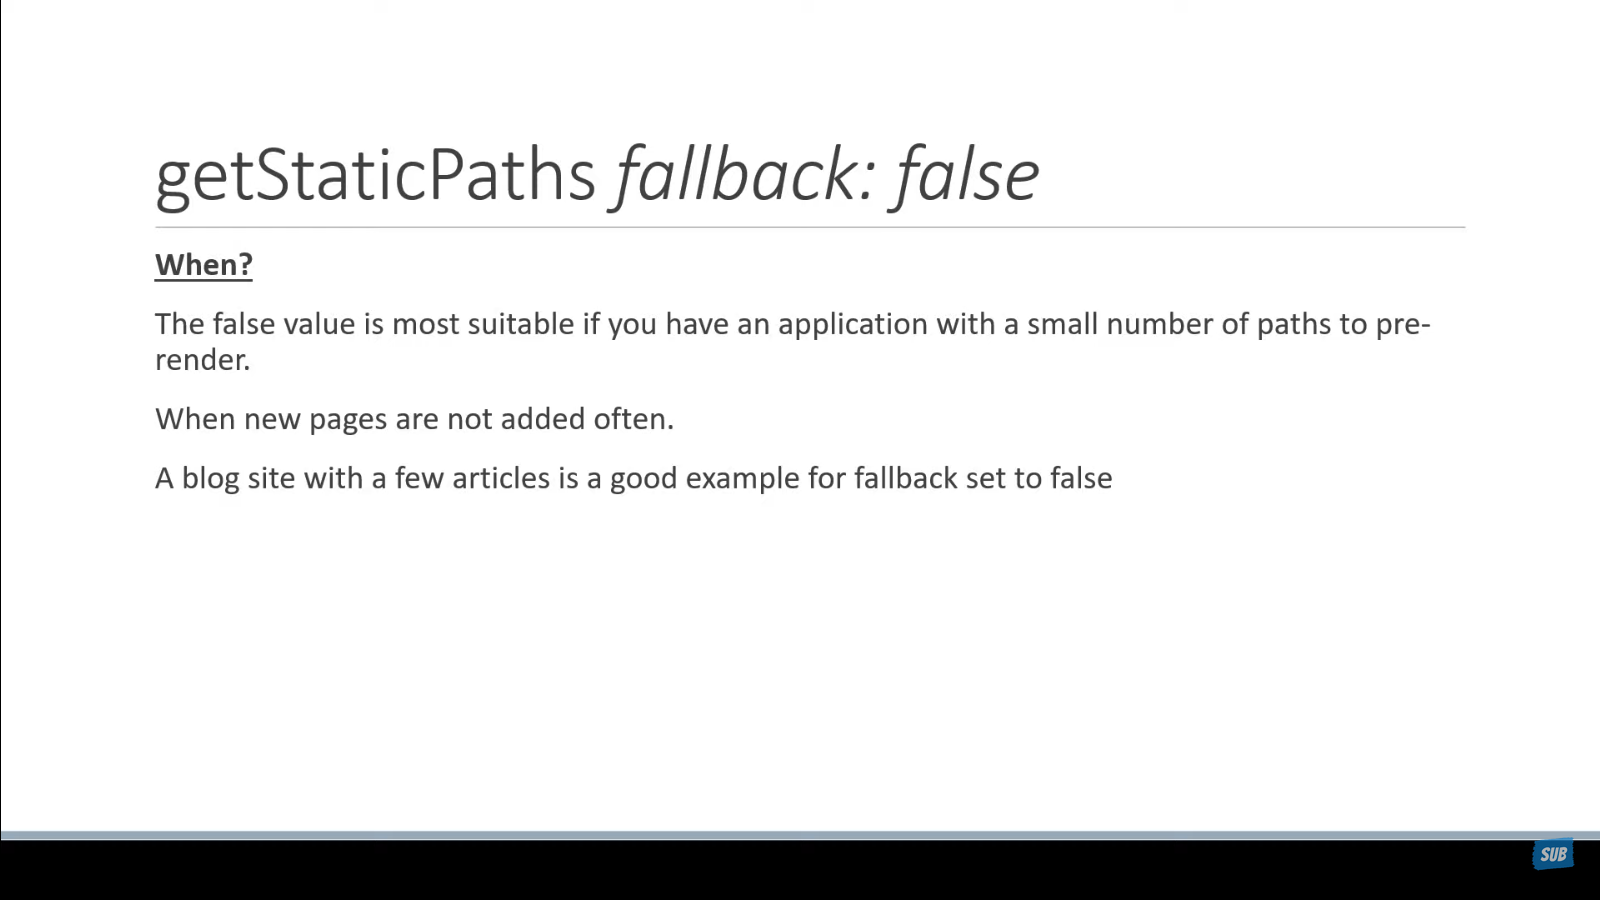 getStaticPaths fallback: false
When?
The false value is most suitable if you have an application with a small number of paths to pre-
render.
When new pages are not added often.
A blog site with a few articles is a good example for fallback set to false
SUB